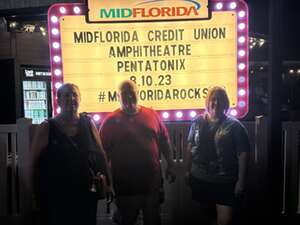 MIDFLORIDA
MIDFLORIDA CREDIT UNION
AMPHITHEATRE
PENTATONIX
8.10.23
#MIDFLORIDAROCKS